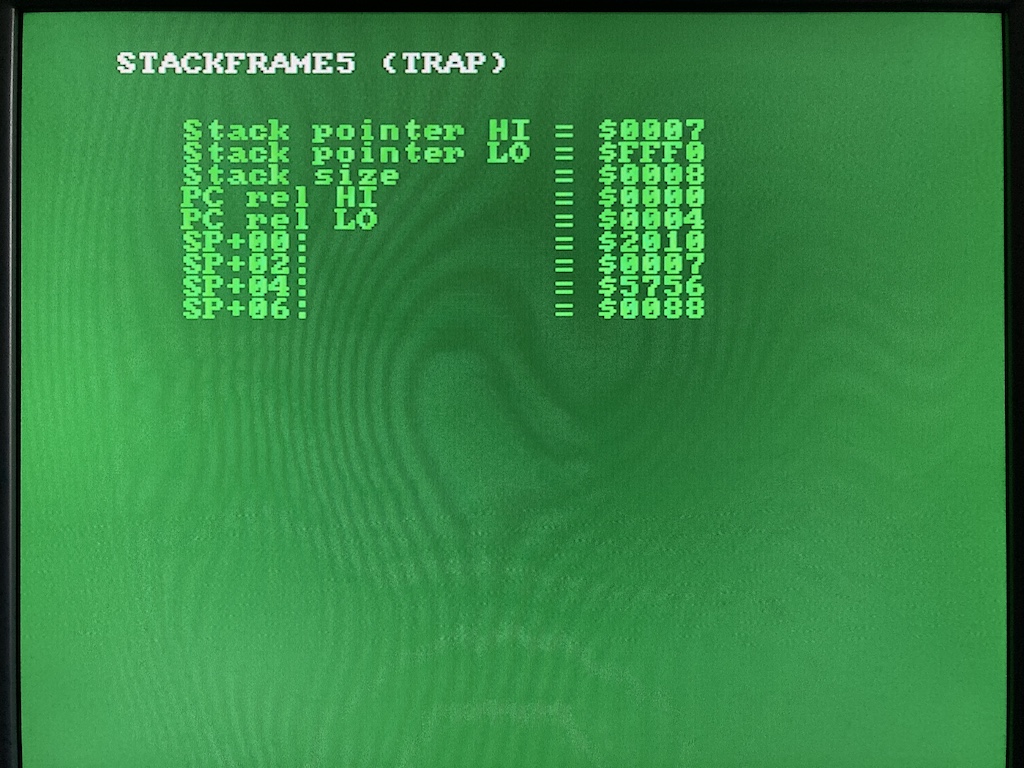 STACKFRAME5 (TRAP)
Stack pointer HI = $0007
Stack pointer LO = $FFF0
Stack size = $0008
PC rel HI = $0000
PC rel LO = $0004
SP+00: = $2010
SP+02: = $0007
SP+04: = $5756
SP+06: = $0088